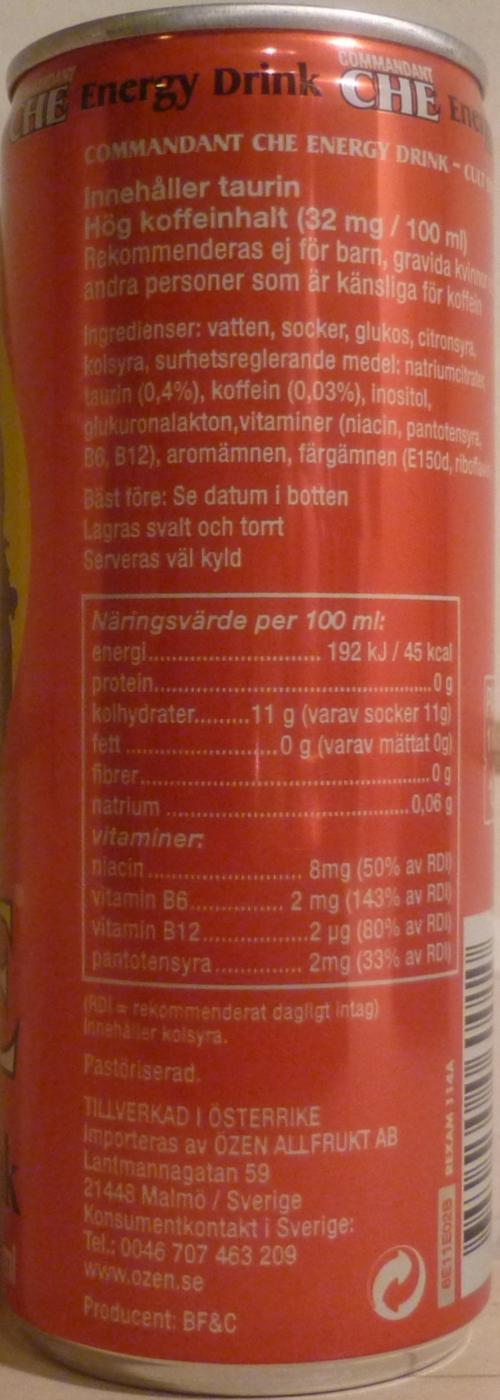 COMMANDANT
CHE Energy Drink COMMANDANT CHE Ener
COMMANDANT CHE ENERGY DRINK - CULT
Innehåller taurin
Hög koffeinhalt (32 mg / 100 ml)
Rekommenderas ej för barn, gravida kvinnor
andra personer som är känsliga för koffein
Ingredienser: vatten, socker, glukos, citronsyra,
kolsyra, surhetsreglerande medel: natriumcitrater
taurin (0,4%), koffein (0,03%), inositol,
glukuronalakton,vitaminer (niacin, pantotensyra,
B6, B12), aromämnen, färgämnen (E150d, riboflavin
Bäst före: Se datum i botten
Lagras svalt och torrt
Serveras väl kyld
Näringsvärde per 100 ml:
energi.............................. 192 kJ / 45 kcal
protein................................................0 g
kolhydrater.........11 g (varav socker 11g)
fett .........................0 g (varav mättat 0g)
fibrer...................................................0 g
natrium ..........................................0,06 g
vitaminer:
niacin........................... 8mg (50% av RDI)
vitamin B6................ 2 mg (143% av RDI)
vitamin B12..................2 µg (80% av RDI)
pantotensyra............... 2mg (33% av RDI)
(RDI = rekommenderat dagligt intag)
Innehåller kolsyra.
Pastöriserad.
TILLVERKAD I ÖSTERRIKE
Importeras av ÖZEN ALLFRUKT AB
Lantmannagatan 59
21448 Malmö / Sverige
Konsumentkontakt i Sverige:
Tel.: 0046 707 463 209
www.ozen.se
Producent: BF&C
6E11E02B REXAM 114A